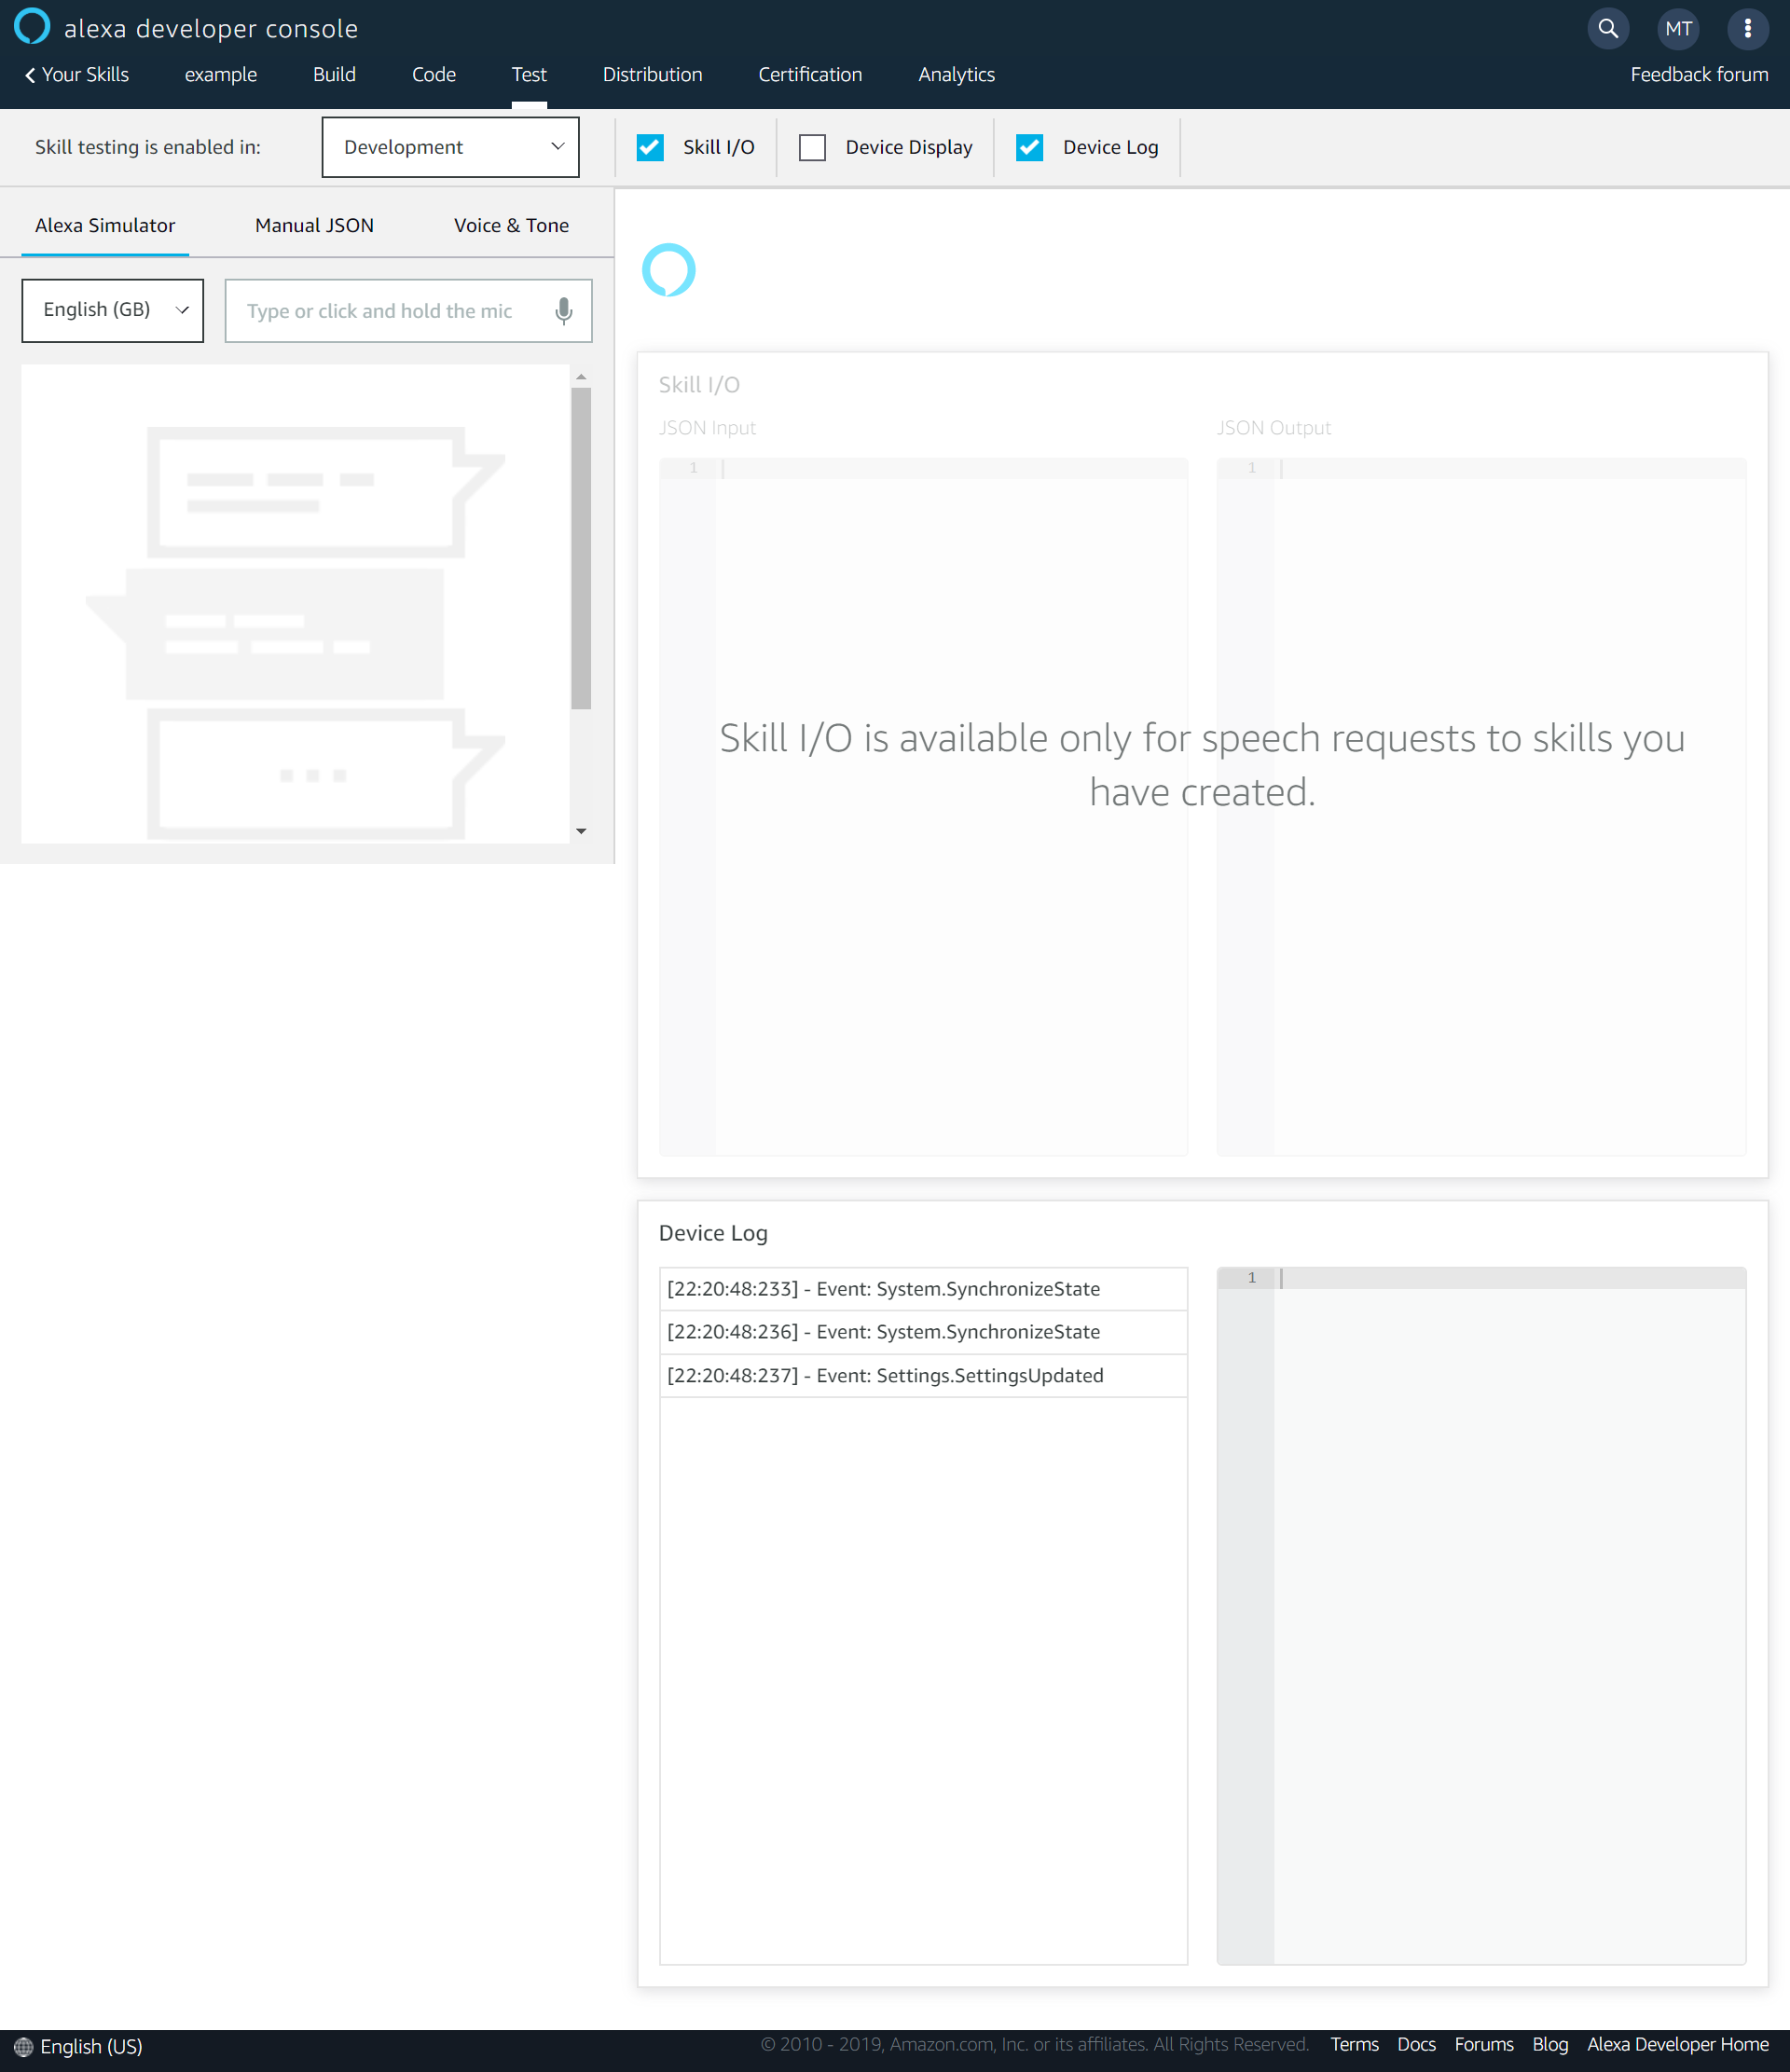 alexa developer console
MT
Your Skills
example
Build
Code
Test
Distribution
Certification
Analytics
Feedback forum
Skill testing is enabled in:
Development
Skill I/O
Device Display
Device Log
Alexa Simulator
Manual JSON
Voice & Tone
English (GB)
Type or click and hold the mic
Skill I/O
JSON Input
JSON Output
1
1
Skill I/O is available only for speech requests to skills you
have created.
Device Log
[22:20:48:233] - Event: System.SynchronizeState
[22:20:48:236] - Event: System.SynchronizeState
[22:20:48:237] - Event: Settings.SettingsUpdated
1
English (US)
© 2010 - 2019, Amazon.com, Inc. or its affiliates. All Rights Reserved.
Terms
Docs
Forums
Blog
Alexa Developer Home